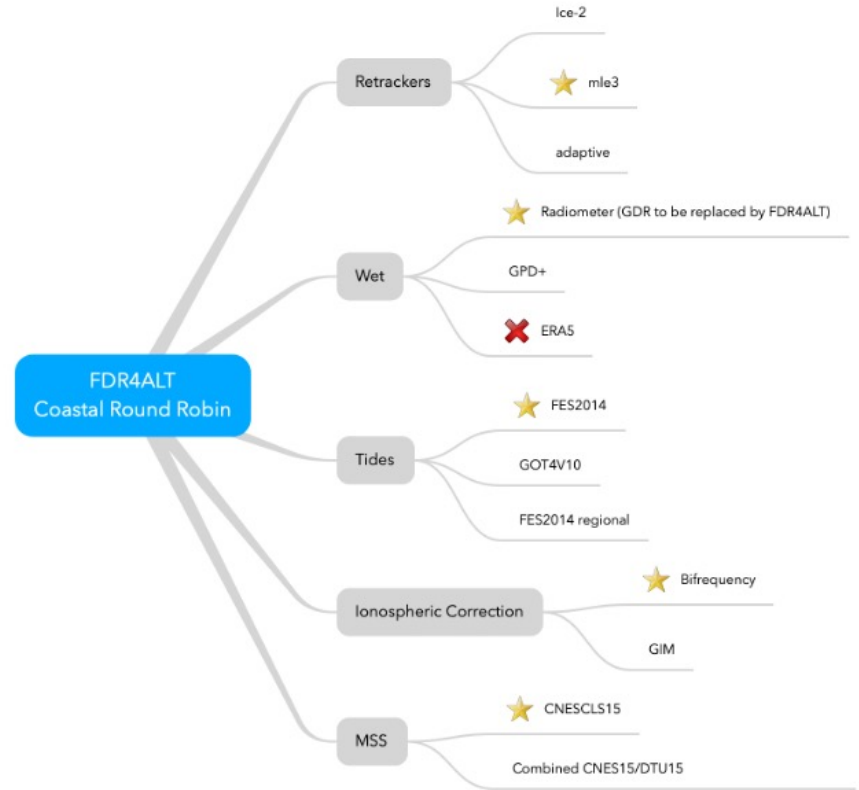 FDR4ALT
Coastal Round Robin
Retrackers
Ice-2
mle3
adaptive
Wet
Radiometer (GDR to be replaced by FDR4ALT)
GPD+
ERA5
Tides
FES2014
GOT4V10
FES2014 regional
Ionospheric Correction
Bifrequency
GIM
MSS
CNESCLS15
Combined CNES15/DTU15